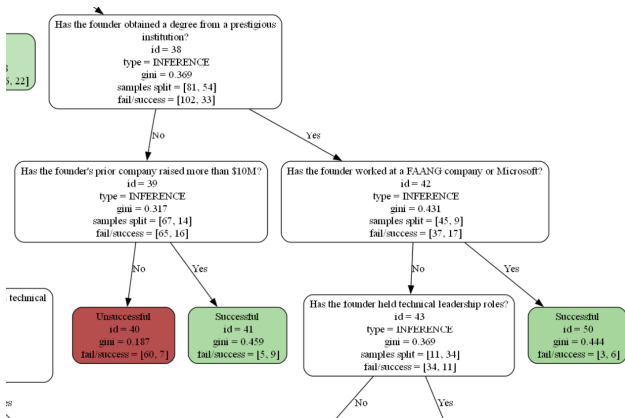 Has the founder obtained a degree from a prestigious
institution?
id = 38
type = INFERENCE
gini = 0.369
samples split = [81, 54]
fail/success = [102, 33]
, 22]
No
Yes
Has the founder's prior company raised more than $10M?
id = 39
type = INFERENCE
gini = 0.317
samples split = [67, 14]
fail/success = [65, 16]
Has the founder worked at a FAANG company or Microsoft?
id = 42
type = INFERENCE
gini = 0.431
samples split = [45, 9]
fail/success = [37, 17]
No
Yes
No
Yes
technical
Unsuccessful
id = 40
gini = 0.187
fail/success = [60, 7]
Successful
id = 41
gini = 0.459
fail/success = [5, 9]
Has the founder held technical leadership roles?
id = 43
type = INFERENCE
gini = 0.369
samples split = [11, 34]
fail/success = [34, 11]
Successful
id = 50
gini = 0.444
fail/success = [3, 6]
No
Yes